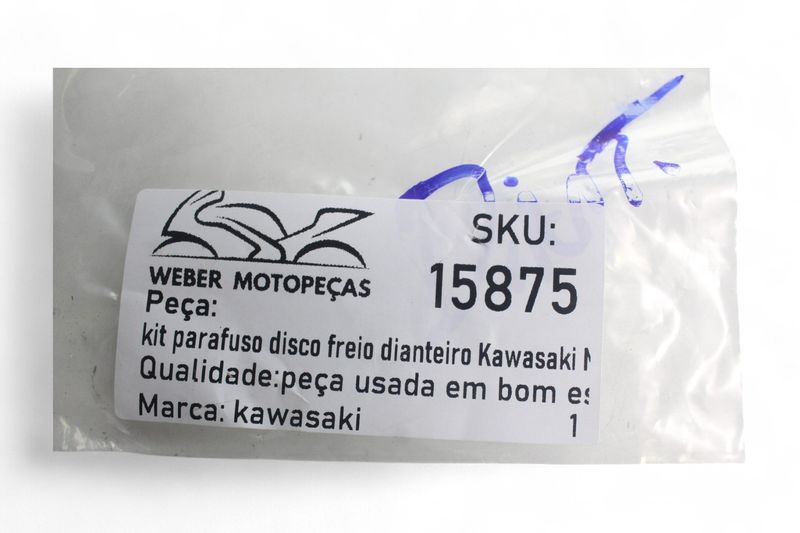 SKU:
15875
WEBER MOTOPEÇAS
Peça:
kit parafuso disco freio dianteiro Kawasaki
Qualidade:peça usada em bom es
Marca: kawasaki
1